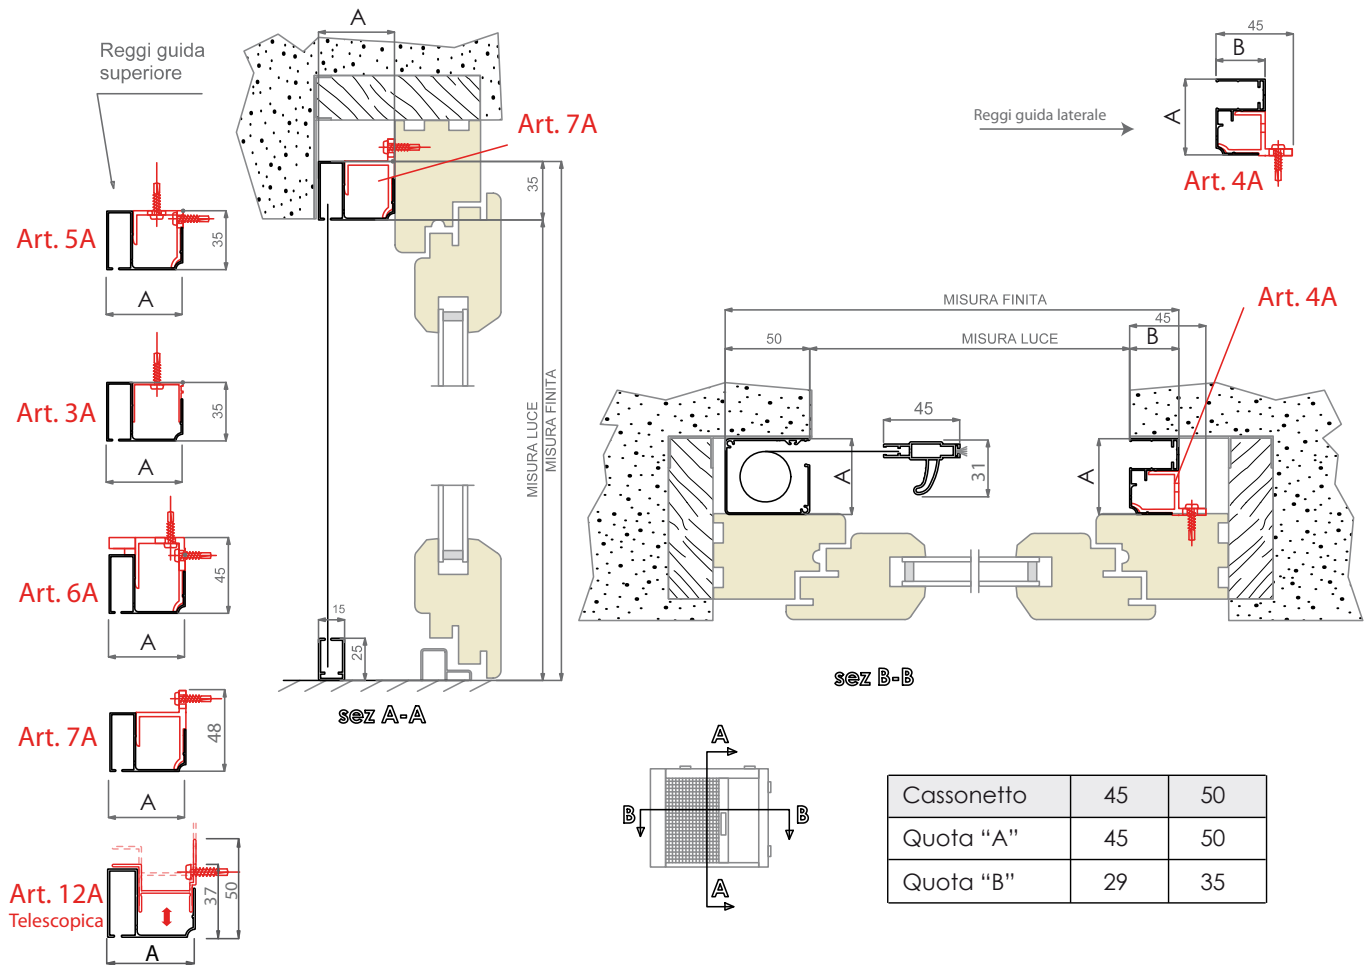 Reggi guida
superiore
Art. 5A
35
A
Art. 3A
35
A
Art. 6A
45
A
Art. 7A
48
A
Art. 12A
Telescopica
37
50
A
A
Art. 7A
35
MISURA LUCE
MISURA FINITA
15
25
sez A-A
Reggi guida laterale
45
B
A
Art. 4A
MISURA FINITA
Art. 4A
45
50
MISURA LUCE
B
45
A
31
A
sez B-B
A
B
B
A
Cassonetto 45 50
Quota “A” 45 50
Quota “B” 29 35